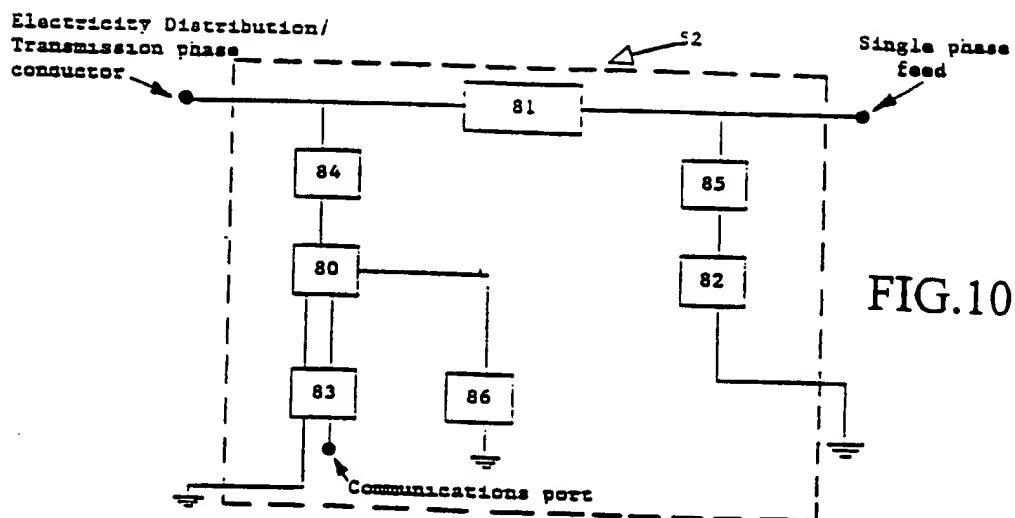 Electricity Distribution/
Transmission phase
conductor
52
Single phase
feed
81
84
85
80
82
FIG.10
83
86
Communications port